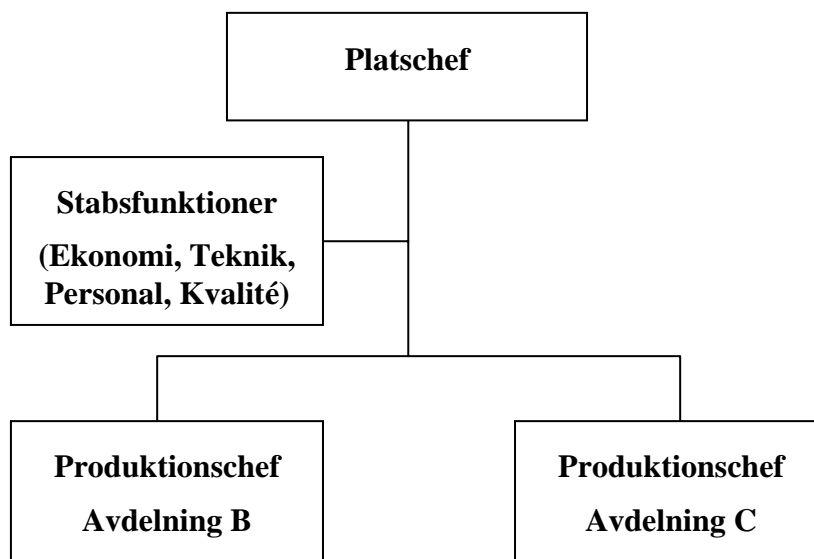 Platschef
Stabsfunktioner
(Ekonomi, Teknik,
Personal, Kvalité)
Produktionschef
Avdelning B
Produktionschef
Avdelning C